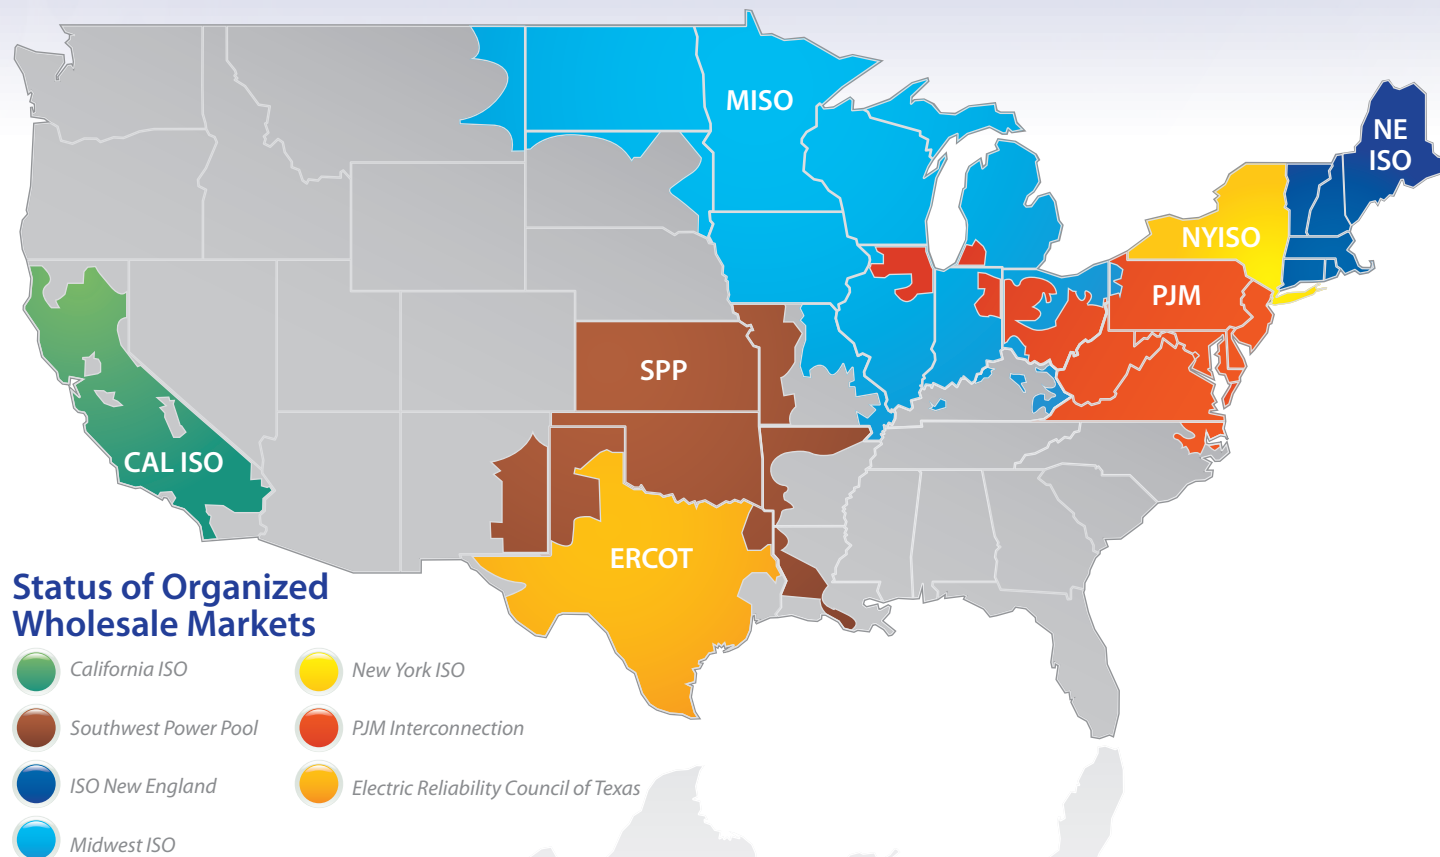 MISO
NE
ISO
NYISO
PJM
SPP
CAL ISO
ERCOT
Status of Organized
Wholesale Markets
California ISO
New York ISO
Southwest Power Pool
PJM Interconnection
ISO New England
Electric Reliability Council of Texas
Midwest ISO